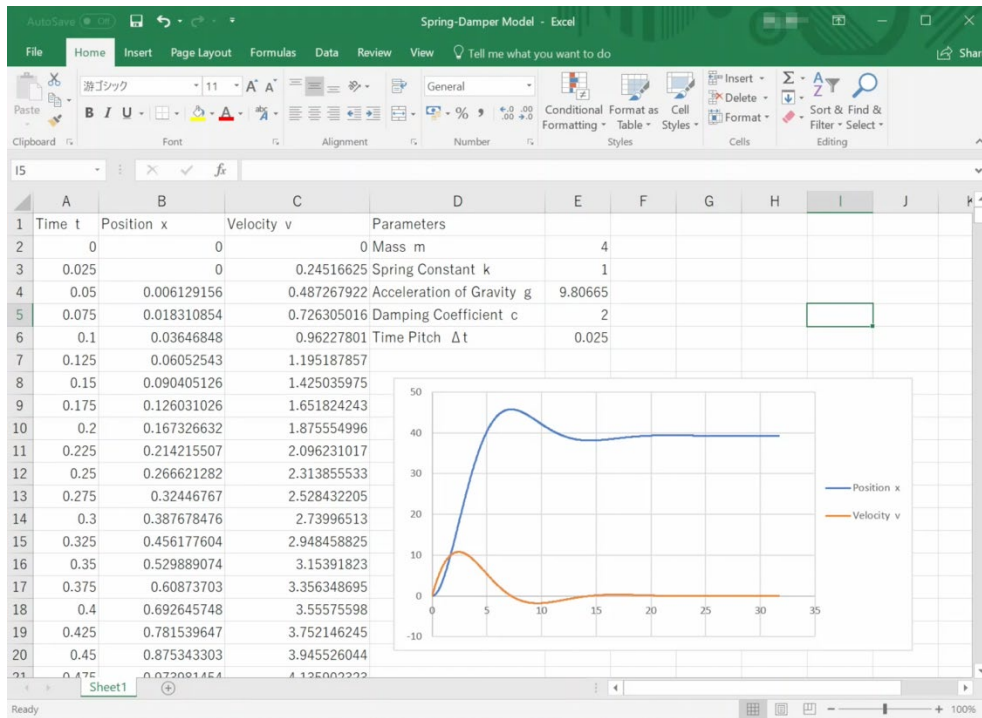 AutoSave Off
Spring-Damper Model - Excel
File Home Insert Page Layout Formulas Data Review View Tell me what you want to do Shar
Paste
游ゴシック 11 A A
General
Insert
Delete
Format
Conditional Formatting
Format as Table
Cell Styles
Sort & Filter
Find & Select
B I U
Clipboard Font Alignment Number Styles Cells Editing
I5 fx
A B C D E F G H I J K
1 Time t Position x Velocity v Parameters
2 0 0 0 Mass m 4
3 0.025 0 0.24516625 Spring Constant k 1
4 0.05 0.006129156 0.487267922 Acceleration of Gravity g 9.80665
5 0.075 0.018310854 0.726305016 Damping Coefficient c 2
6 0.1 0.03646848 0.96227801 Time Pitch Δt 0.025
7 0.125 0.06052543 1.195187857
8 0.15 0.090405126 1.425035975
9 0.175 0.126031026 1.651824243
10 0.2 0.167326632 1.875554996
11 0.225 0.214215507 2.096231017
12 0.25 0.266621282 2.313855533
13 0.275 0.32446767 2.528432205
14 0.3 0.387678476 2.73996513
15 0.325 0.456177604 2.948458825
16 0.35 0.529889074 3.15391823
17 0.375 0.60873703 3.356348695
18 0.4 0.692645748 3.55575598
19 0.425 0.781539647 3.752146245
20 0.45 0.875343303 3.945526044
21 0.475 0.973981454 4.135902323
50
40
30
20
10
0
-10
0 5 10 15 20 25 30 35
Position x
Velocity v
Sheet1
Ready
100%